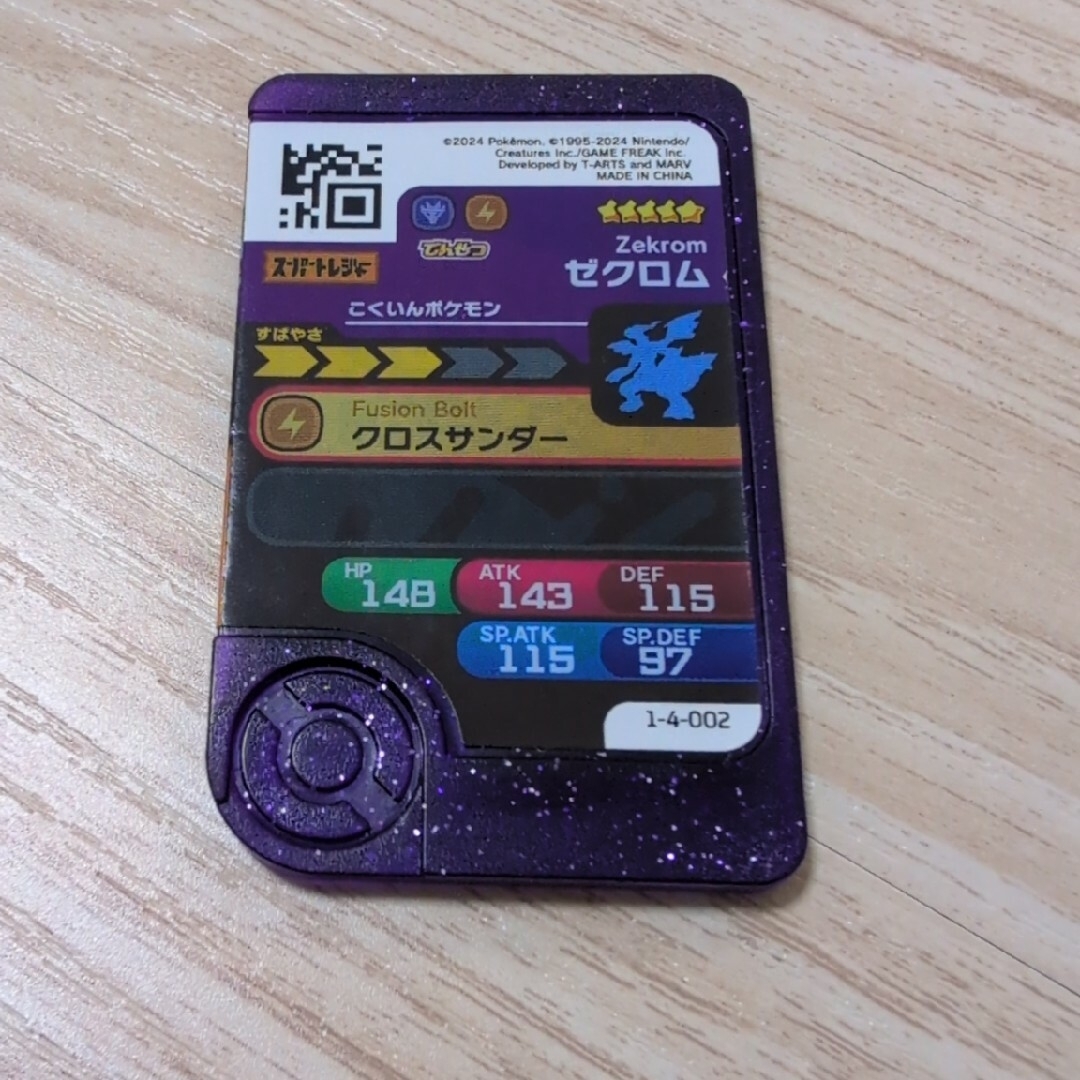 ©2024 Pokémon. ©1995-2024 Nintendo/
Creatures Inc./GAME FREAK inc.
Developed by T-ARTS and MARV
MADE IN CHINA
でんせつ
Zekrom
スーパートレジャー
ゼクロム
こくいんポケモン
すばやさ
Fusion Bolt
クロスサンダー
HP 148
ATK 143
DEF 115
SP.ATK 115
SP.DEF 97
1-4-002